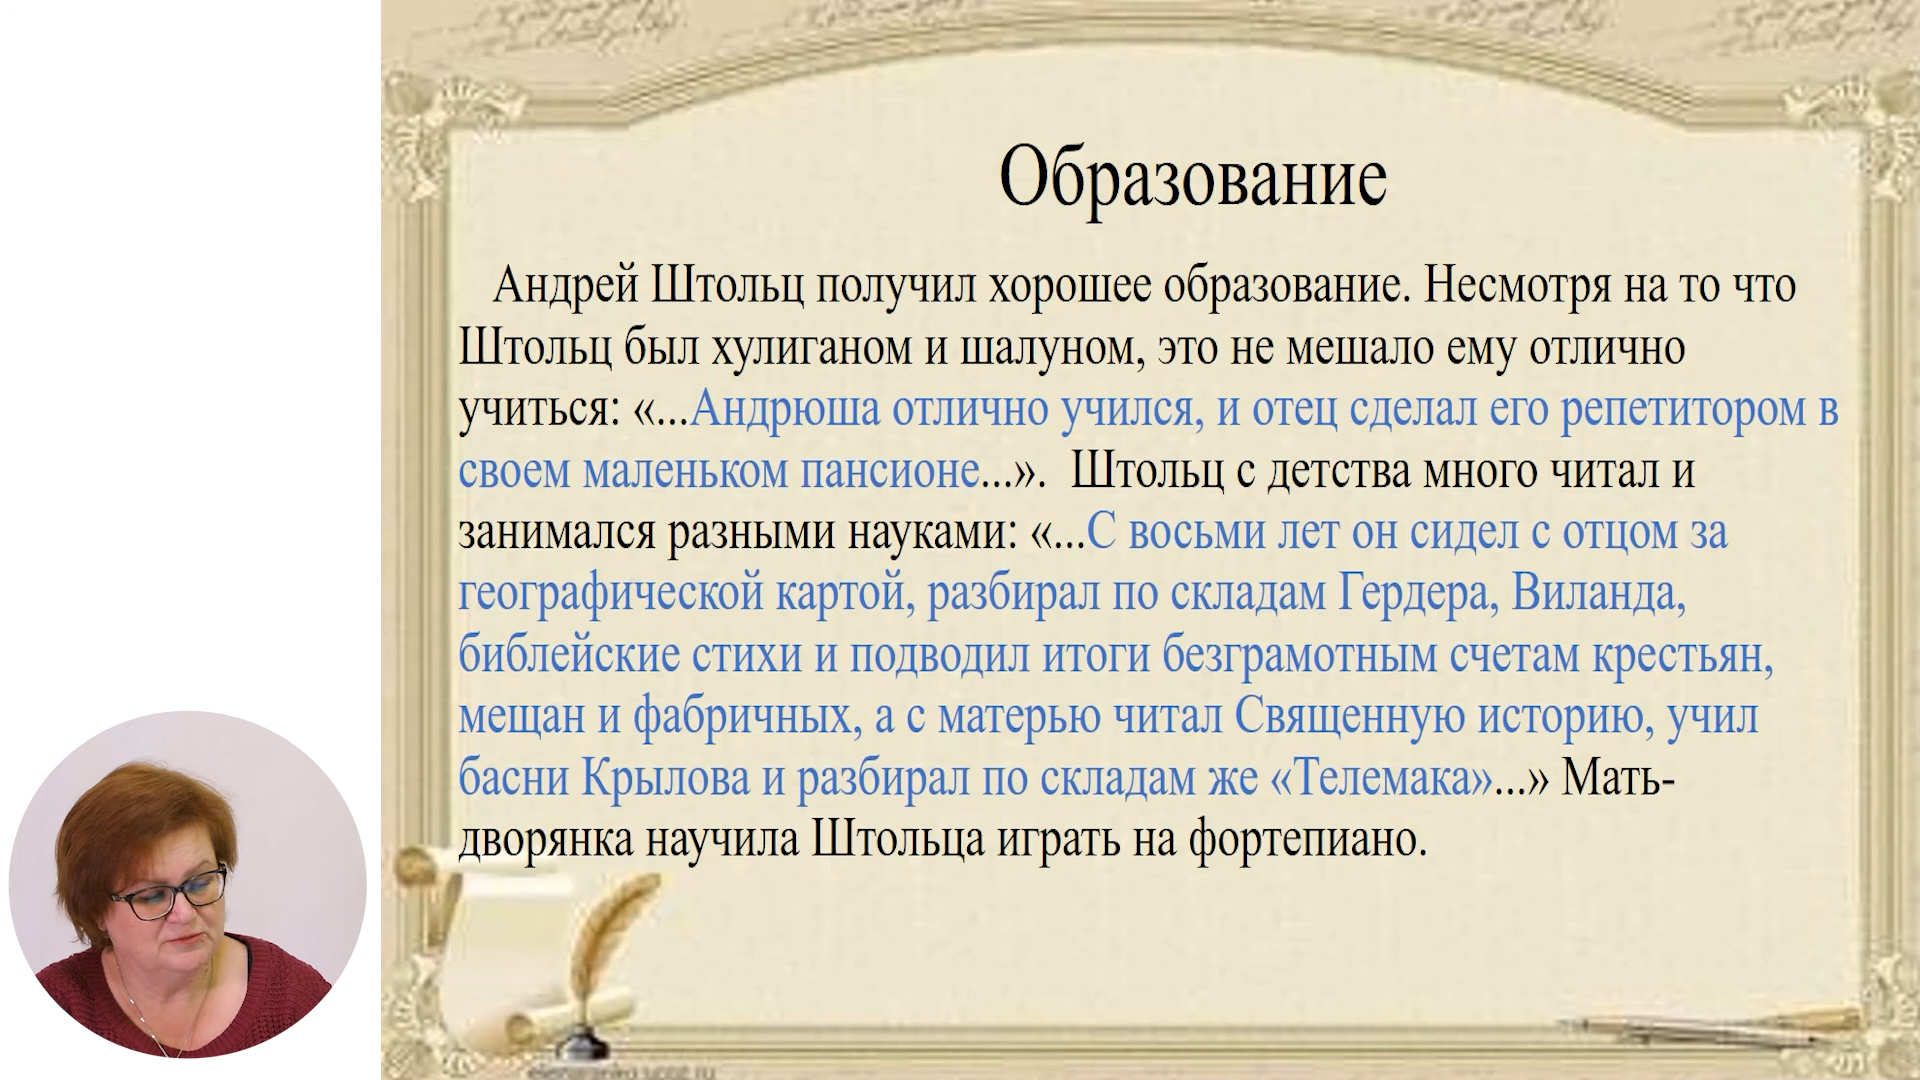 Образование
Андрей Штольц получил хорошее образование. Несмотря на то что
Штольц был хулиганом и шалуном, это не мешало ему отлично
учиться: «...Андрюша отлично учился, и отец сделал его репетитором в
своем маленьком пансионе...». Штольц с детства много читал и
занимался разными науками: «...С восьми лет он сидел с отцом за
географической картой, разбирал по складам Гердера, Виланда,
библейские стихи и подводил итоги безграмотным счетам крестьян,
мещан и фабричных, а с матерью читал Священную историю, учил
басни Крылова и разбирал по складам же «Телемака»...» Мать-
дворянка научила Штольца играть на фортепиано.